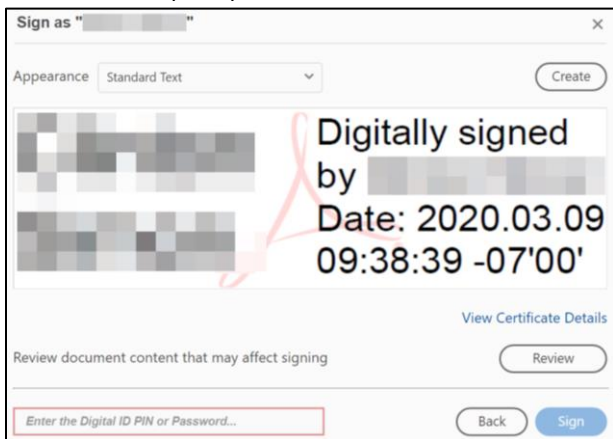 Sign as " "
Appearance Standard Text Create
Digitally signed
by
Date: 2020.03.09
09:38:39 -07'00'
View Certificate Details
Review document content that may affect signing Review
Enter the Digital ID PIN or Password... Back Sign